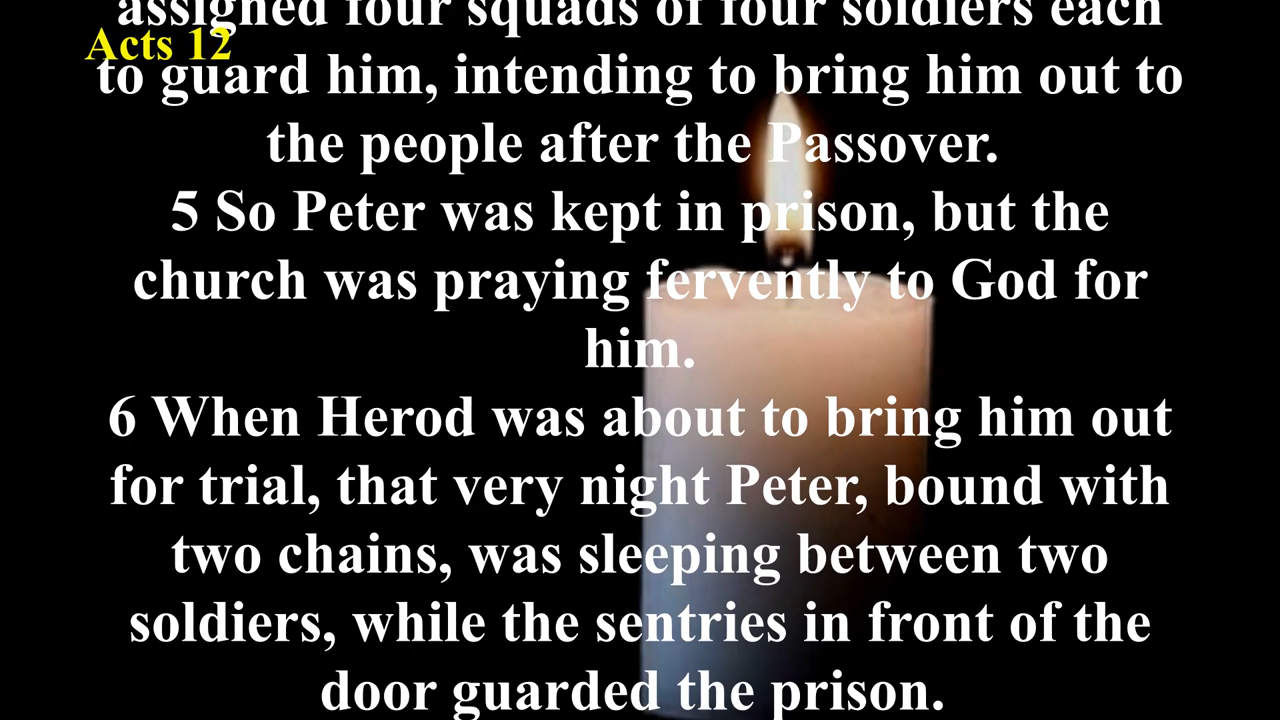 assigned four squads of four soldiers each
Acts 12
to guard him, intending to bring him out to
the people after the Passover.
5 So Peter was kept in prison, but the
church was praying fervently to God for
him.
6 When Herod was about to bring him out
for trial, that very night Peter, bound with
two chains, was sleeping between two
soldiers, while the sentries in front of the
door guarded the prison.